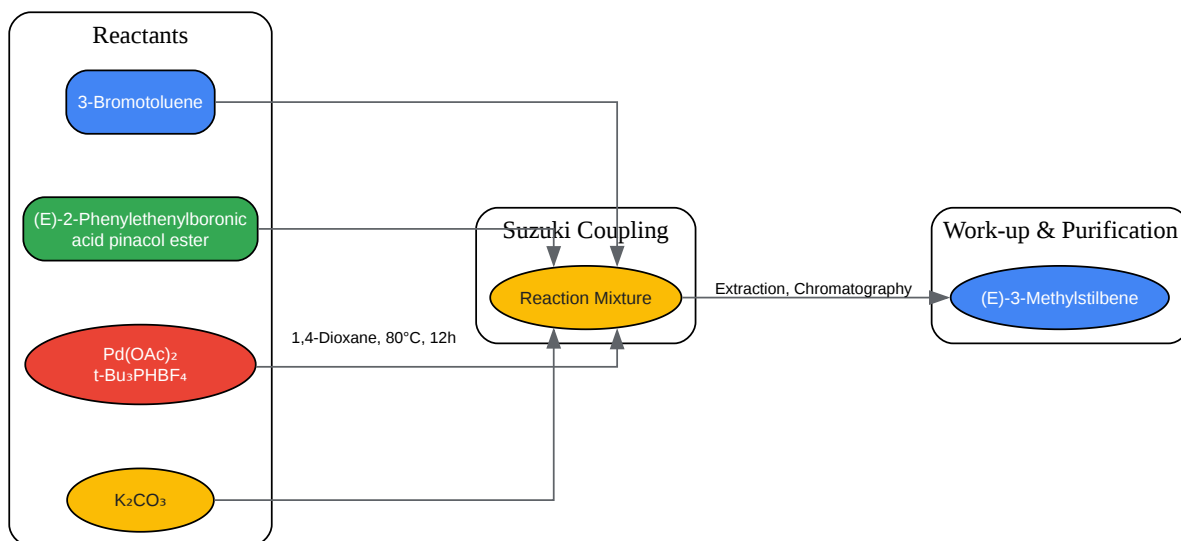 Reactants
3-Bromotoluene
(E)-2-Phenylethenylboronic
acid pinacol ester
Pd(OAc)₂
t-Bu₃PHBF₄
K₂CO₃
1,4-Dioxane, 80°C, 12h
Suzuki Coupling
Reaction Mixture
Extraction, Chromatography
Work-up & Purification
(E)-3-Methylstilbene